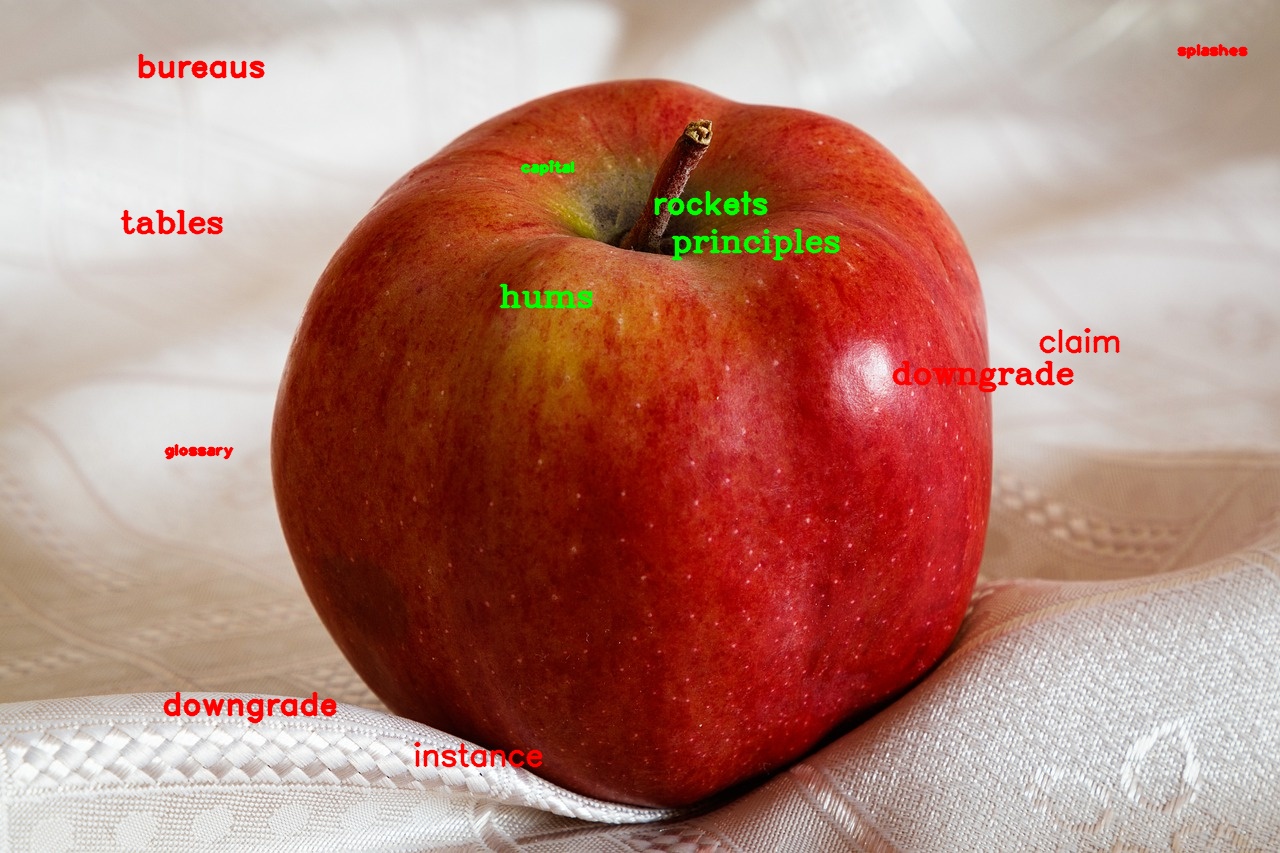 splashes
bureaus
capital
rockets
tables
principles
hums
claim
downgrade
glossary
downgrade
instance